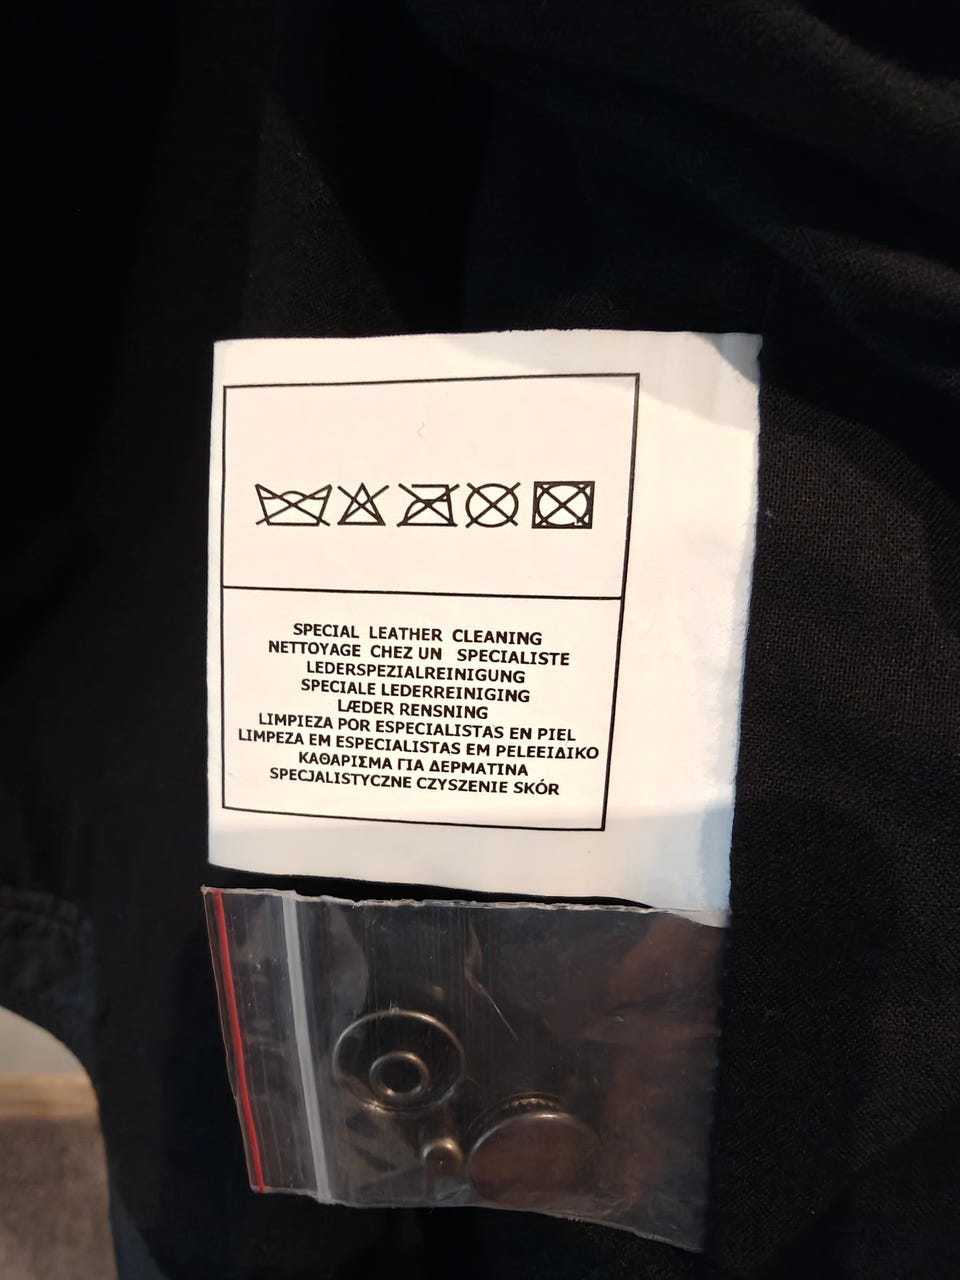 SPECIAL LEATHER CLEANING
NETTOYAGE CHEZ UN SPECIALISTE
LEDERSPEZIALREINIGUNG
SPECIALE LEDERREINIGING
LÆDER RENSNING
LIMPIEZA POR ESPECIALISTAS EN PIEL
LIMPEZA EM ESPECIALISTAS EM PELEEIΔIKO
ΚΑΘΑΡΙΣΜΑ ΓΙΑ ΔΕΡΜΑΤΙΝΑ
SPECJALISTYCZNE CZYSZENIE SKÓR